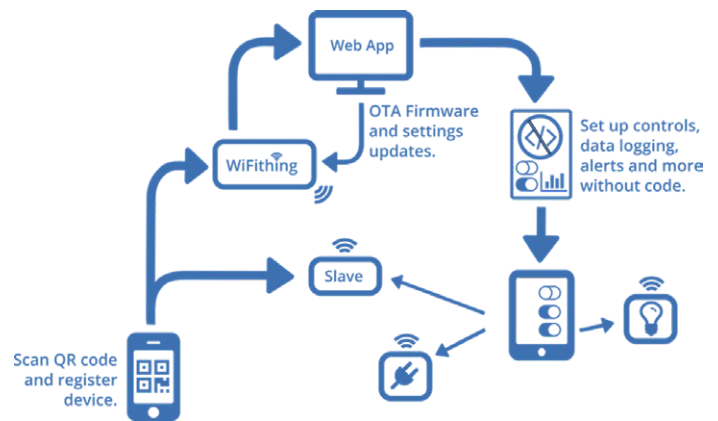 Web App
OTA Firmware
and settings
updates.
WiFithing
Set up controls,
data logging,
alerts and more
without code.
Slave
Scan QR code
and register
device.